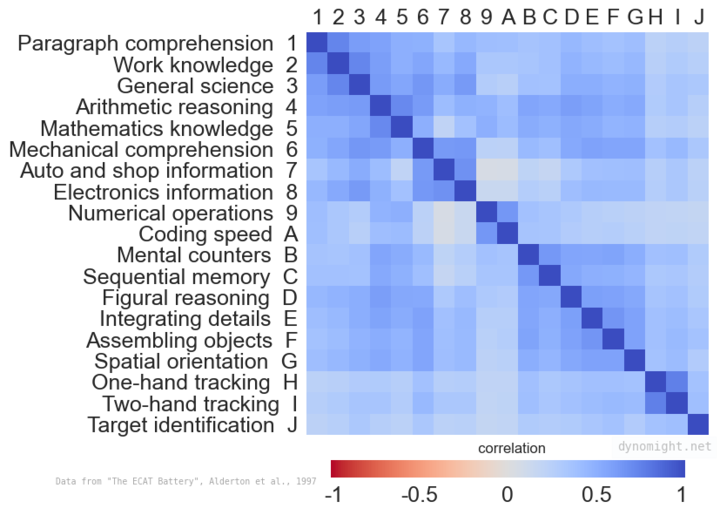 1 2 3 4 5 6 7 8 9 A B C D E F G H I J
Paragraph comprehension 1
Work knowledge 2
General science 3
Arithmetic reasoning 4
Mathematics knowledge 5
Mechanical comprehension 6
Auto and shop information 7
Electronics information 8
Numerical operations 9
Coding speed A
Mental counters B
Sequential memory C
Figural reasoning D
Integrating details E
Assembling objects F
Spatial orientation G
One-hand tracking H
Two-hand tracking I
Target identification J
correlation
dynomight.net
Data from "The ECAT Battery", Alderton et al., 1997
-1 -0.5 0 0.5 1